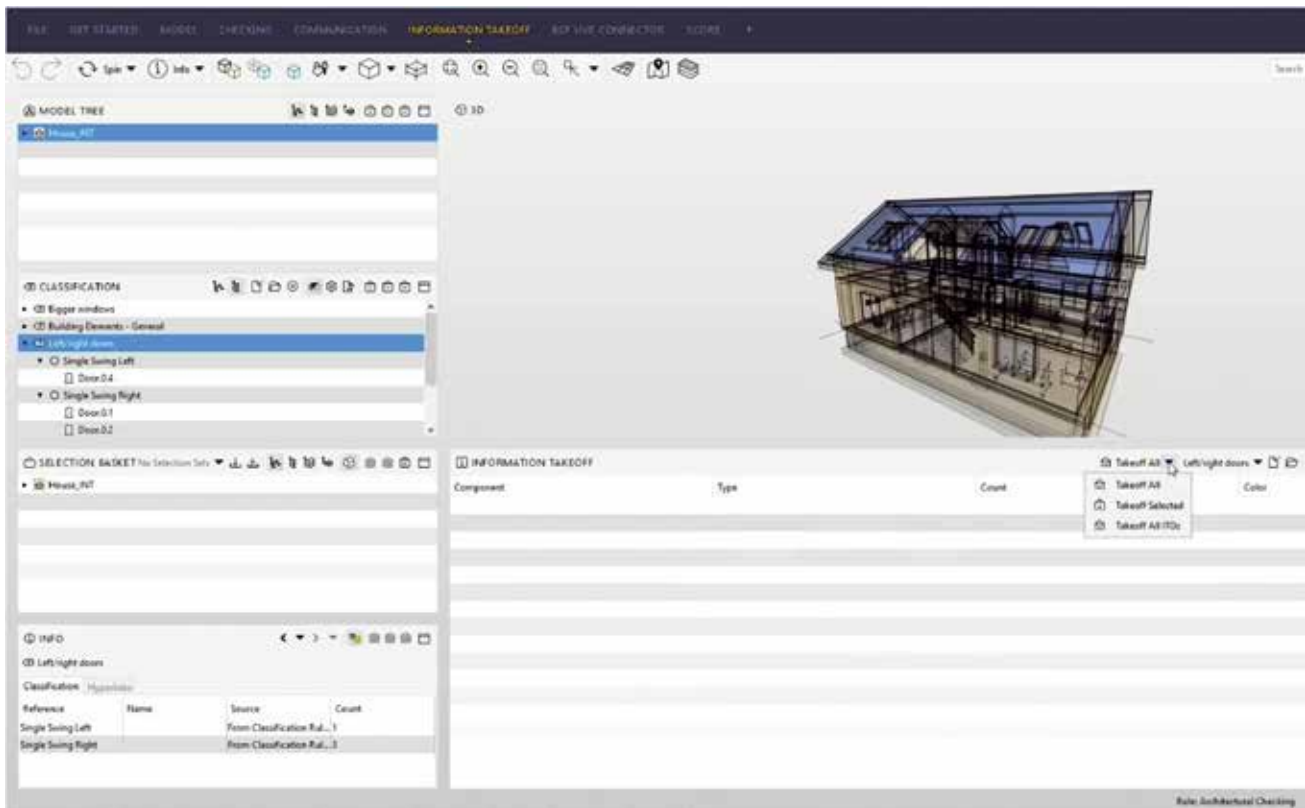 FILE GET STARTED MODEL CHECKING COMMUNICATION INFORMATION TAKEOFF BCF LIVE CONNECTOR SCORE +
Spin Info Search
MODEL TREE
3D
House_INT
CLASSIFICATION
Bigger windows
Building Elements - General
Left/right doors
Single Swing Left
Door.0.4
Single Swing Right
Door.0.1
Door.0.2
SELECTION BASKET No Selection Sets
House_INT
INFORMATION TAKEOFF Takeoff All Left/right doors
Component Type Count Color
Takeoff All
Takeoff Selected
Takeoff All ITOs
INFO
Left/right doors
Classification Hyperlinks
Reference Name Source Count
Single Swing Left From Classification Rul... 1
Single Swing Right From Classification Rul... 3
Role: Architectural Checking